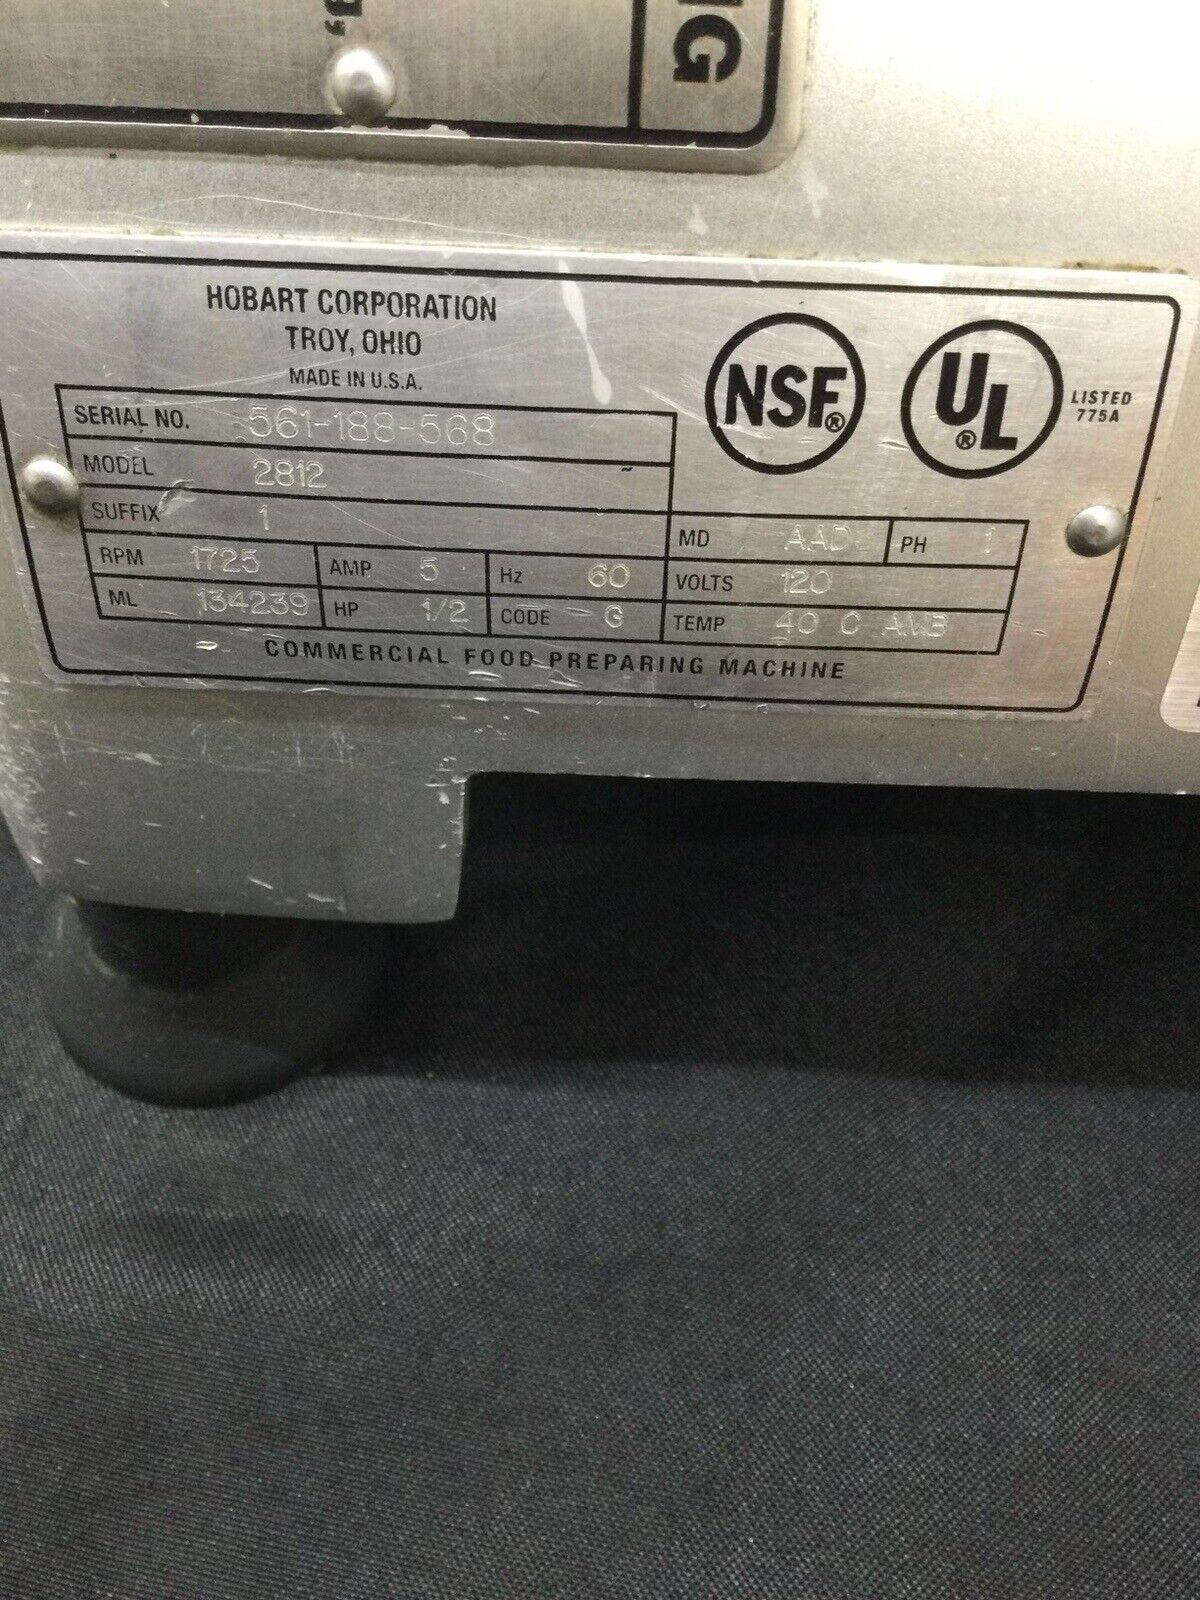 NG
g,
HOBART CORPORATION
TROY, OHIO
MADE IN U.S.A.
SERIAL NO. 561-188-568
MODEL 2812 ~
SUFFIX 1
RPM 1725 AMP 5 Hz 60
ML 134239 HP 1/2 CODE G
NSF®
UL®
LISTED
775A
MD AAD PH 1
VOLTS 120
TEMP 40 C AMB
COMMERCIAL FOOD PREPARING MACHINE